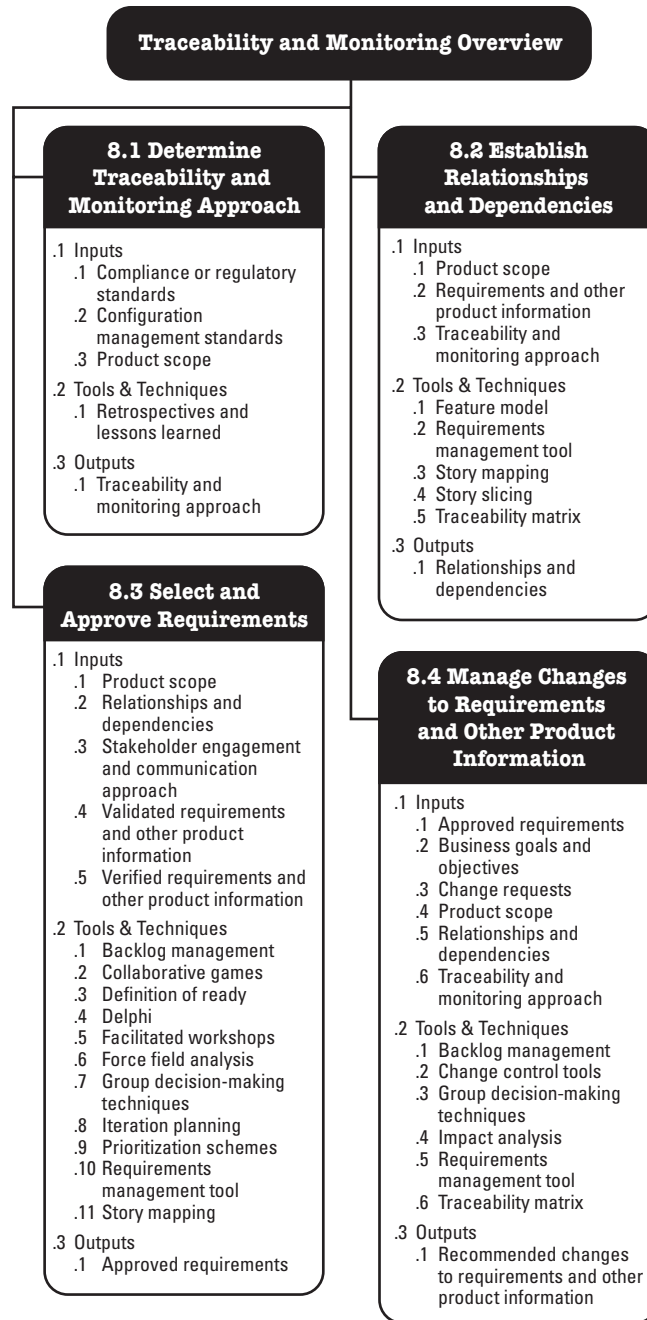 Traceability and Monitoring Overview
8.1 Determine
Traceability and
Monitoring Approach
.1 Inputs
.1 Compliance or regulatory
standards
.2 Configuration
management standards
.3 Product scope
.2 Tools & Techniques
.1 Retrospectives and
lessons learned
.3 Outputs
.1 Traceability and
monitoring approach
8.2 Establish
Relationships
and Dependencies
.1 Inputs
.1 Product scope
.2 Requirements and other
product information
.3 Traceability and
monitoring approach
.2 Tools & Techniques
.1 Feature model
.2 Requirements
management tool
.3 Story mapping
.4 Story slicing
.5 Traceability matrix
.3 Outputs
.1 Relationships and
dependencies
8.3 Select and
Approve Requirements
.1 Inputs
.1 Product scope
.2 Relationships and
dependencies
.3 Stakeholder engagement
and communication
approach
.4 Validated requirements
and other product
information
.5 Verified requirements and
other product information
.2 Tools & Techniques
.1 Backlog management
.2 Collaborative games
.3 Definition of ready
.4 Delphi
.5 Facilitated workshops
.6 Force field analysis
.7 Group decision-making
techniques
.8 Iteration planning
.9 Prioritization schemes
.10 Requirements
management tool
.11 Story mapping
.3 Outputs
.1 Approved requirements
8.4 Manage Changes
to Requirements
and Other Product
Information
.1 Inputs
.1 Approved requirements
.2 Business goals and
objectives
.3 Change requests
.4 Product scope
.5 Relationships and
dependencies
.6 Traceability and
monitoring approach
.2 Tools & Techniques
.1 Backlog management
.2 Change control tools
.3 Group decision-making
techniques
.4 Impact analysis
.5 Requirements
management tool
.6 Traceability matrix
.3 Outputs
.1 Recommended changes
to requirements and other
product information